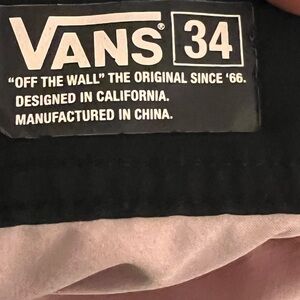 VANS® 34
“OFF THE WALL” THE ORIGINAL SINCE ‘66.
DESIGNED IN CALIFORNIA.
MANUFACTURED IN CHINA.